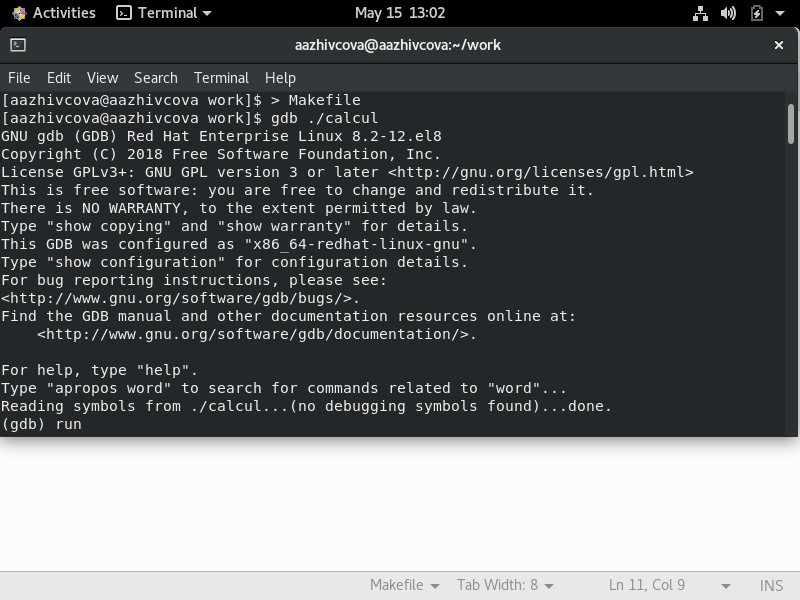 Activities Terminal May 15 13:02
aazhivcova@aazhivcova:~/work ×
File Edit View Search Terminal Help
[aazhivcova@aazhivcova work]$ > Makefile
[aazhivcova@aazhivcova work]$ gdb ./calcul
GNU gdb (GDB) Red Hat Enterprise Linux 8.2-12.el8
Copyright (C) 2018 Free Software Foundation, Inc.
License GPLv3+: GNU GPL version 3 or later <http://gnu.org/licenses/gpl.html>
This is free software: you are free to change and redistribute it.
There is NO WARRANTY, to the extent permitted by law.
Type "show copying" and "show warranty" for details.
This GDB was configured as "x86_64-redhat-linux-gnu".
Type "show configuration" for configuration details.
For bug reporting instructions, please see:
<http://www.gnu.org/software/gdb/bugs/>.
Find the GDB manual and other documentation resources online at:
    <http://www.gnu.org/software/gdb/documentation/>.
For help, type "help".
Type "apropos word" to search for commands related to "word"...
Reading symbols from ./calcul...(no debugging symbols found)...done.
(gdb) run
Makefile Tab Width: 8 Ln 11, Col 9 INS